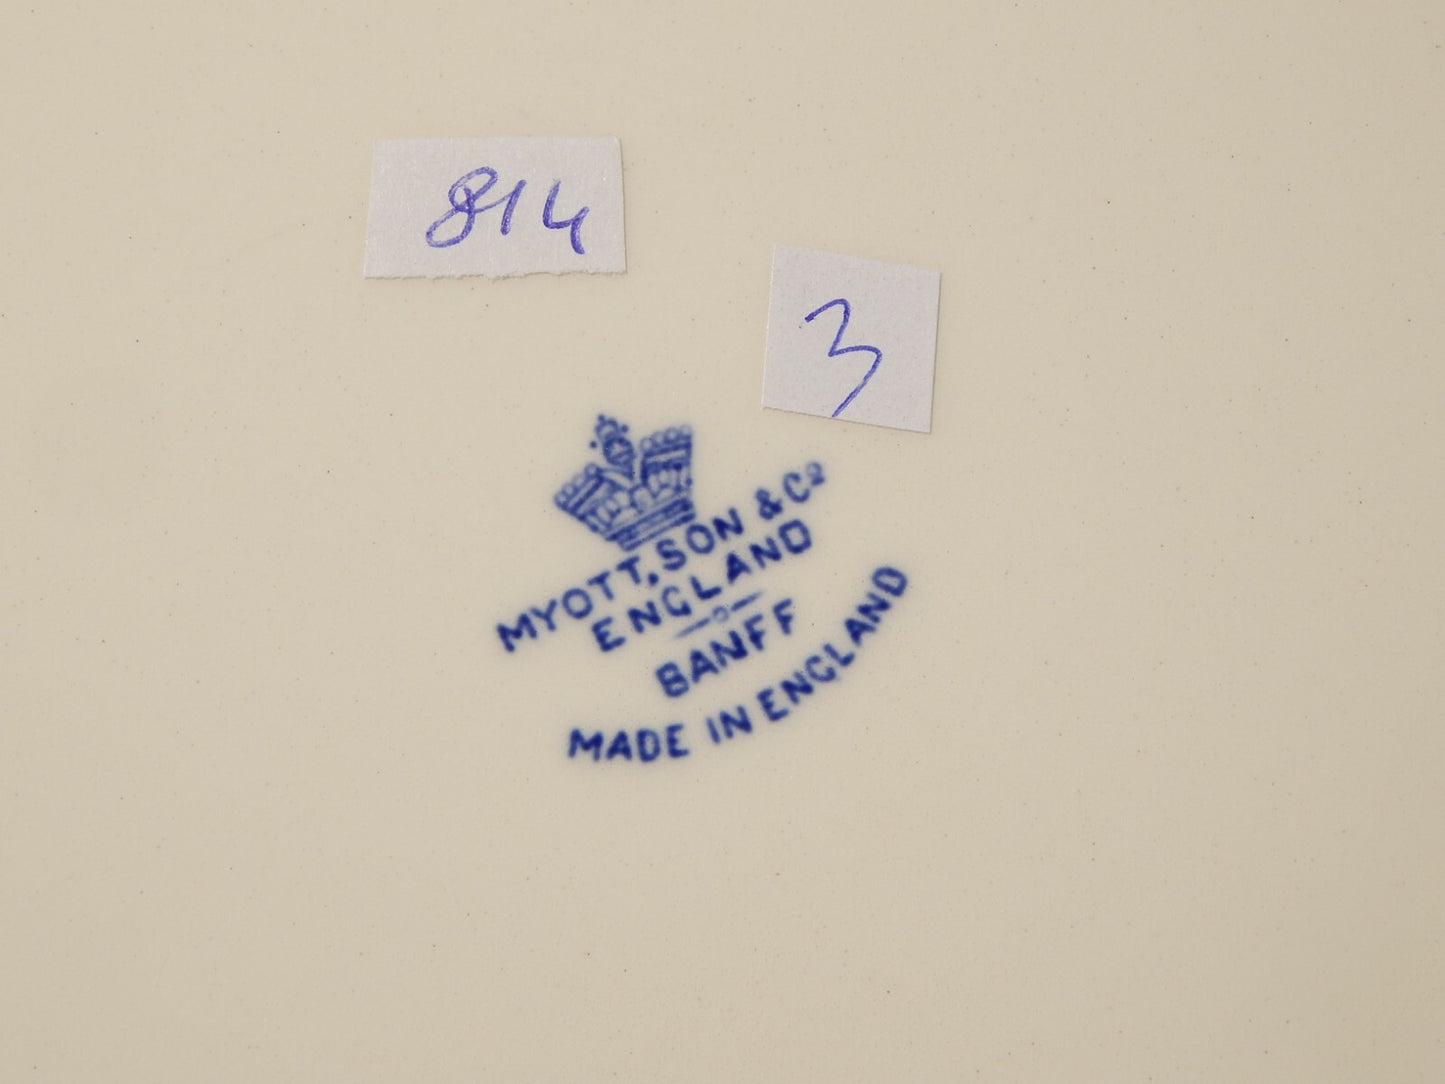 814
3
MYOTT, SON & Co
ENGLAND
BANFF
MADE IN ENGLAND